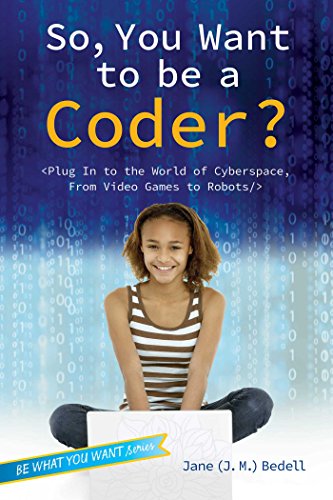 So, You Want
to be a
Coder?
<Plug In to the World of Cyberspace,
From Video Games to Robots/>
BE WHAT YOU WANT series
Jane (J. M.) Bedell